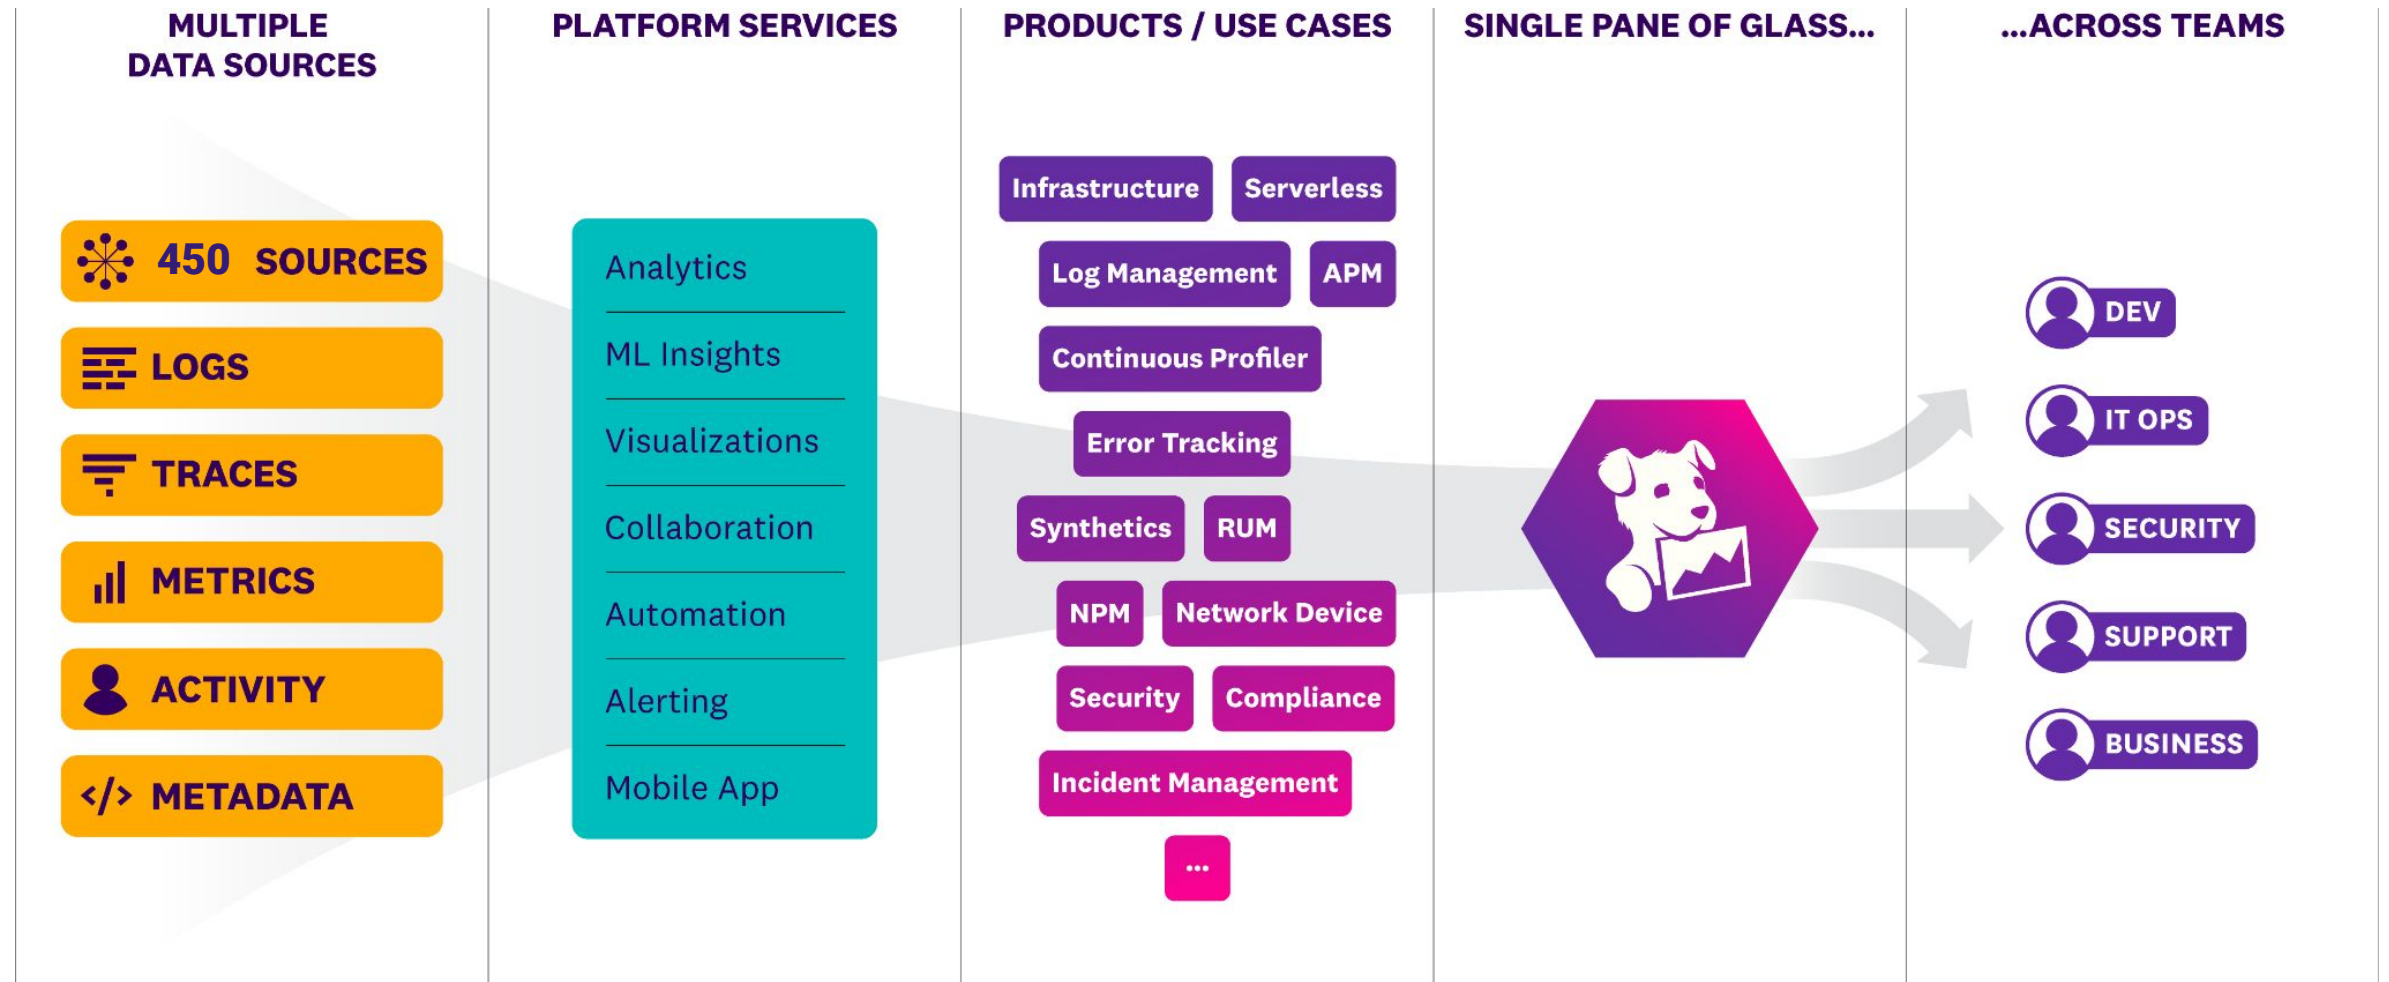 MULTIPLE
DATA SOURCES
450 SOURCES
LOGS
TRACES
METRICS
ACTIVITY
</> METADATA
PLATFORM SERVICES
Analytics
ML Insights
Visualizations
Collaboration
Automation
Alerting
Mobile App
PRODUCTS / USE CASES
Infrastructure
Serverless
Log Management
APM
Continuous Profiler
Error Tracking
Synthetics
RUM
NPM
Network Device
Security
Compliance
Incident Management
...
SINGLE PANE OF GLASS...
...ACROSS TEAMS
DEV
IT OPS
SECURITY
SUPPORT
BUSINESS